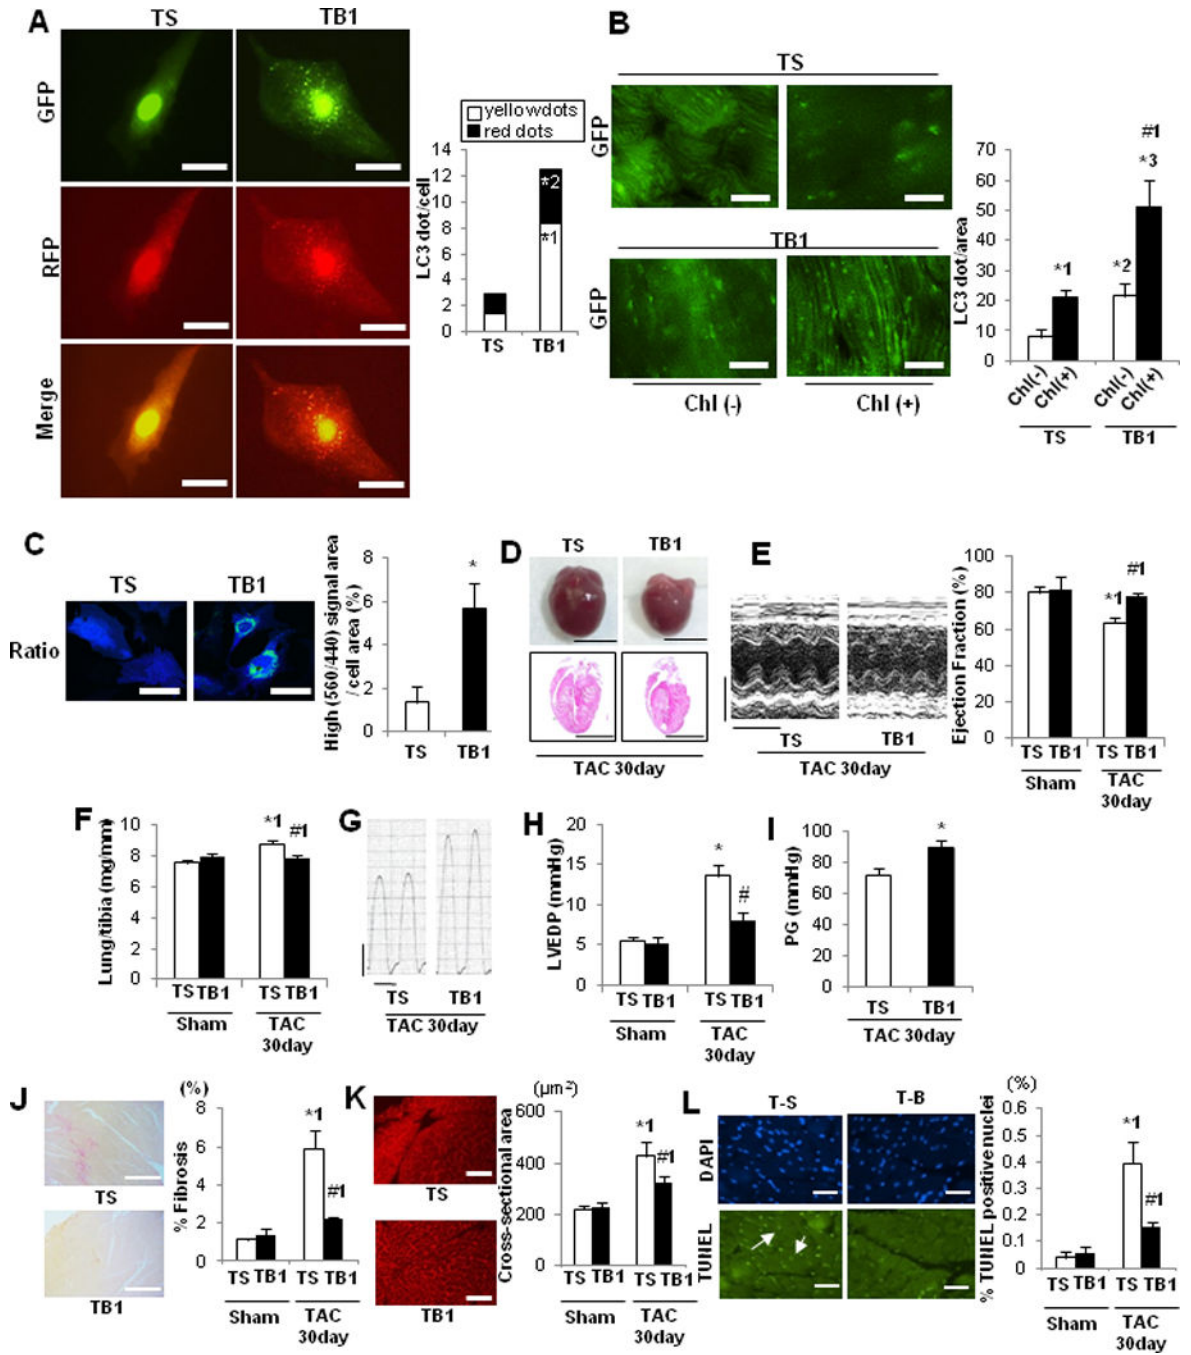 A
TS
TB1
GFP
RFP
Merge
yellowdots
red dots
LC3 dot/cell
14
12
10
8
6
4
2
0
*2
*1
TS
TB1
B
TS
GFP
TB1
GFP
Chl (-)
Chl (+)
LC3 dot/area
70
60
50
40
30
20
10
0
*1
*2
#1
*3
Chl(-)
Chl(+)
Chl(-)
Chl(+)
TS
TB1
C
TS
TB1
Ratio
High (560/440) signal area
/ cell area (%)
8
6
4
2
0
*
TS
TB1
D
TS
TB1
TAC 30day
E
TS
TB1
TAC 30day
Ejection Fraction (%)
100
80
60
40
20
0
*1
#1
TS TB1
TS TB1
Sham
TAC
30day
F
Lung/tibia (mg/mm)
10
8
6
4
2
0
*1
#1
TS TB1
TS TB1
Sham
TAC
30day
G
TS
TB1
TAC 30day
H
LVEDP (mmHg)
20
15
10
5
0
*
#
TS TB1
TS TB1
Sham
TAC
30day
I
PG (mmHg)
100
80
60
40
20
0
*
TS
TB1
TAC 30day
J
TS
TB1
(%)
% Fibrosis
8
6
4
2
0
*1
#1
TS TB1
TS TB1
Sham
TAC
30day
K
TS
TB1
(μm-2)
Cross-sectional area
600
400
200
0
*1
#1
TS TB1
TS TB1
Sham
TAC
30day
L
T-S
T-B
DAPI
TUNEL
(%)
% TUNEL positive nuclei
0.6
0.5
0.4
0.3
0.2
0.1
0
*1
#1
TS TB1
TS TB1
Sham
TAC
30day